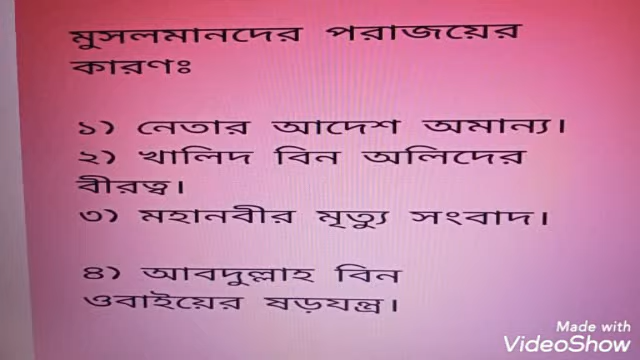 মুসলমানদের পরাজয়ের
কারণঃ
১) নেতার আদেশ অমান্য।
২) খালিদ বিন অলিদের
বীরত্ব।
৩) মহানবীর মৃত্যু সংবাদ।
৪) আবদুল্লাহ বিন
ওবাইয়ের ষড়যন্ত্র।
Made with
VideoShow